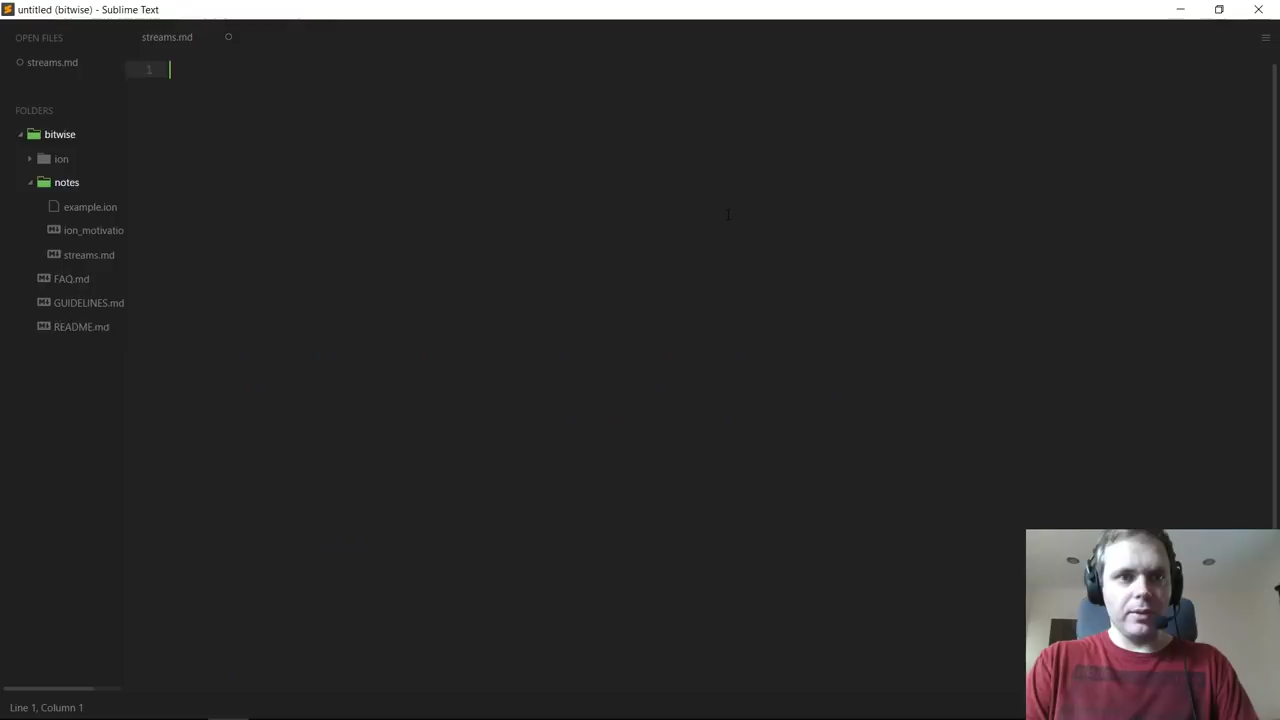 untitled (bitwise) - Sublime Text
OPEN FILES
streams.md
streams.md
1
FOLDERS
bitwise
ion
notes
example.ion
ion_motivatio
streams.md
FAQ.md
GUIDELINES.md
README.md
Line 1, Column 1